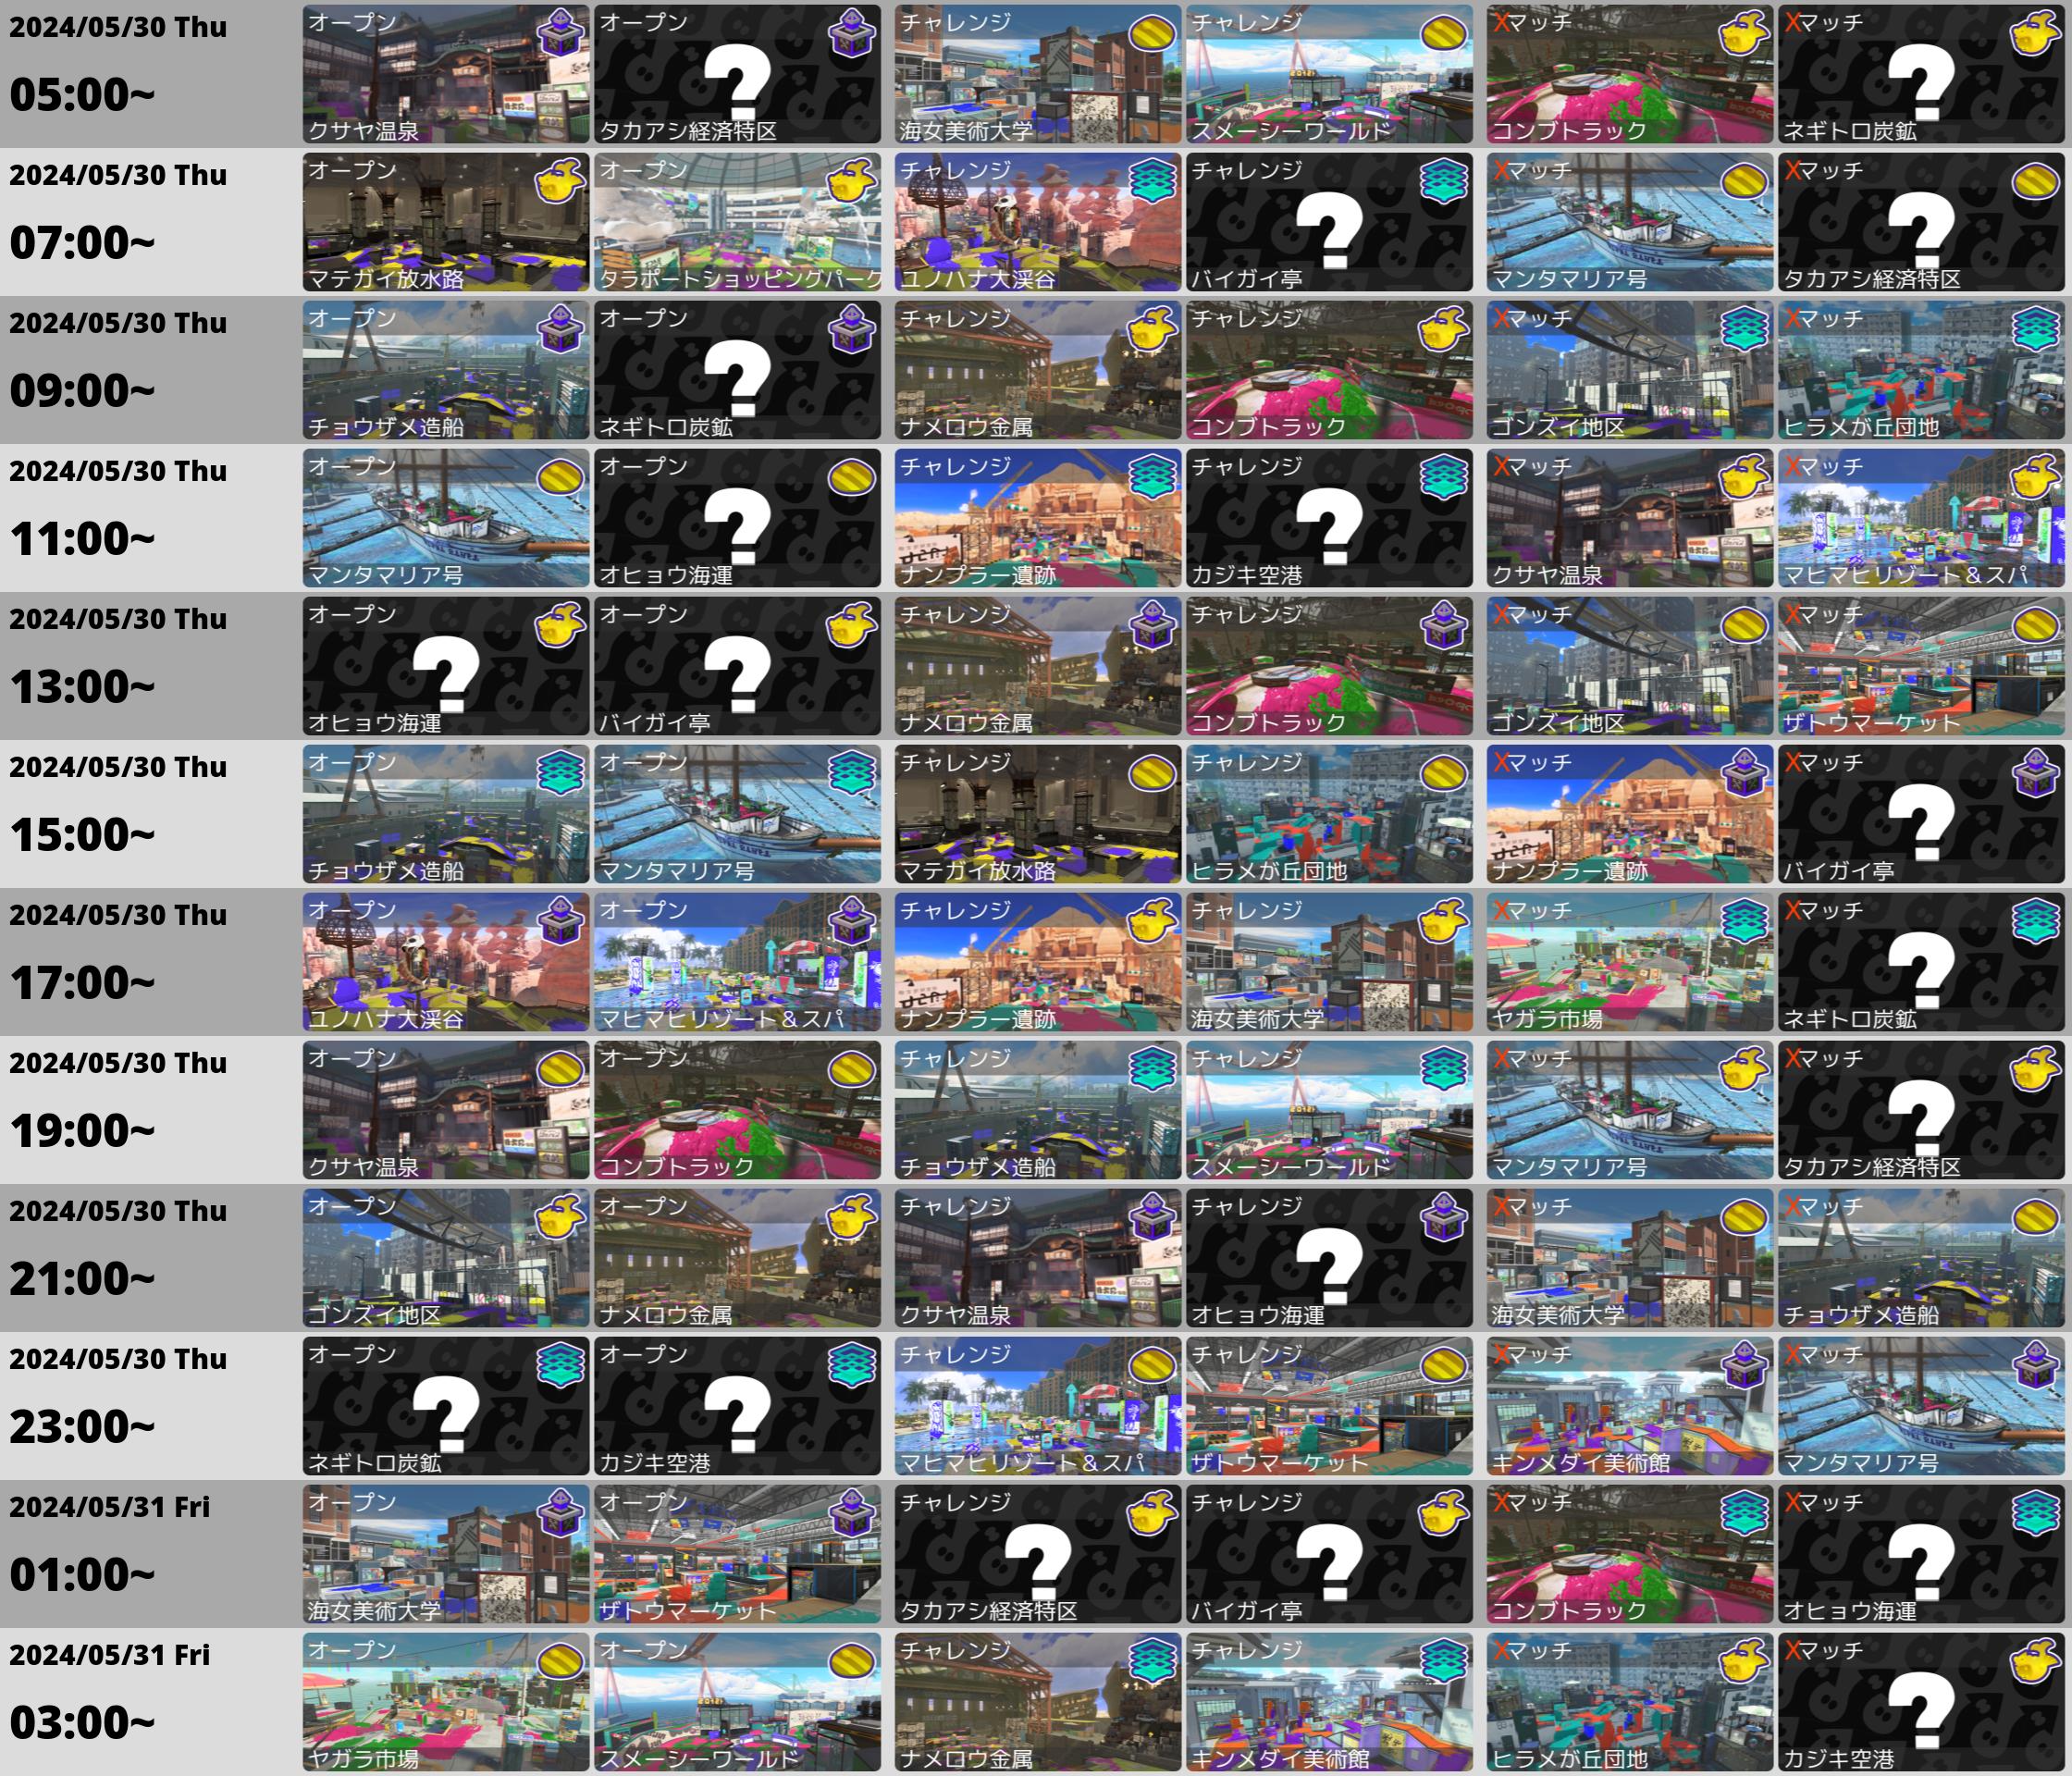 2024/05/30 Thu
05:00~
オープン オープン チャレンジ チャレンジ Xマッチ Xマッチ
クサヤ温泉 タカアシ経済特区 海女美術大学 スメーシーワールド コンブトラック ネギトロ炭鉱
2024/05/30 Thu
07:00~
オープン オープン チャレンジ チャレンジ Xマッチ Xマッチ
マテガイ放水路 タラポートショッピングパーク ユノハナ大渓谷 バイガイ亭 マンタマリア号 タカアシ経済特区
2024/05/30 Thu
09:00~
オープン オープン チャレンジ チャレンジ Xマッチ Xマッチ
チョウザメ造船 ネギトロ炭鉱 ナメロウ金属 コンブトラック ゴンズイ地区 ヒラメが丘団地
2024/05/30 Thu
11:00~
オープン オープン チャレンジ チャレンジ Xマッチ Xマッチ
マンタマリア号 オヒョウ海運 ナンプラー遺跡 カジキ空港 クサヤ温泉 マヒマヒリゾート&スパ
2024/05/30 Thu
13:00~
オープン オープン チャレンジ チャレンジ Xマッチ Xマッチ
オヒョウ海運 バイガイ亭 ナメロウ金属 コンブトラック ゴンズイ地区 ザトウマーケット
2024/05/30 Thu
15:00~
オープン オープン チャレンジ チャレンジ Xマッチ Xマッチ
チョウザメ造船 マンタマリア号 マテガイ放水路 ヒラメが丘団地 ナンプラー遺跡 バイガイ亭
2024/05/30 Thu
17:00~
オープン オープン チャレンジ チャレンジ Xマッチ Xマッチ
ユノハナ大渓谷 マヒマヒリゾート&スパ ナンプラー遺跡 海女美術大学 ヤガラ市場 ネギトロ炭鉱
2024/05/30 Thu
19:00~
オープン オープン チャレンジ チャレンジ Xマッチ Xマッチ
クサヤ温泉 コンブトラック チョウザメ造船 スメーシーワールド マンタマリア号 タカアシ経済特区
2024/05/30 Thu
21:00~
オープン オープン チャレンジ チャレンジ Xマッチ Xマッチ
ゴンズイ地区 ナメロウ金属 クサヤ温泉 オヒョウ海運 海女美術大学 チョウザメ造船
2024/05/30 Thu
23:00~
オープン オープン チャレンジ チャレンジ Xマッチ Xマッチ
ネギトロ炭鉱 カジキ空港 マヒマヒリゾート&スパ ザトウマーケット キンメダイ美術館 マンタマリア号
2024/05/31 Fri
01:00~
オープン オープン チャレンジ チャレンジ Xマッチ Xマッチ
海女美術大学 ザトウマーケット タカアシ経済特区 バイガイ亭 コンブトラック オヒョウ海運
2024/05/31 Fri
03:00~
オープン オープン チャレンジ チャレンジ Xマッチ Xマッチ
ヤガラ市場 スメーシーワールド ナメロウ金属 キンメダイ美術館 ヒラメが丘団地 カジキ空港